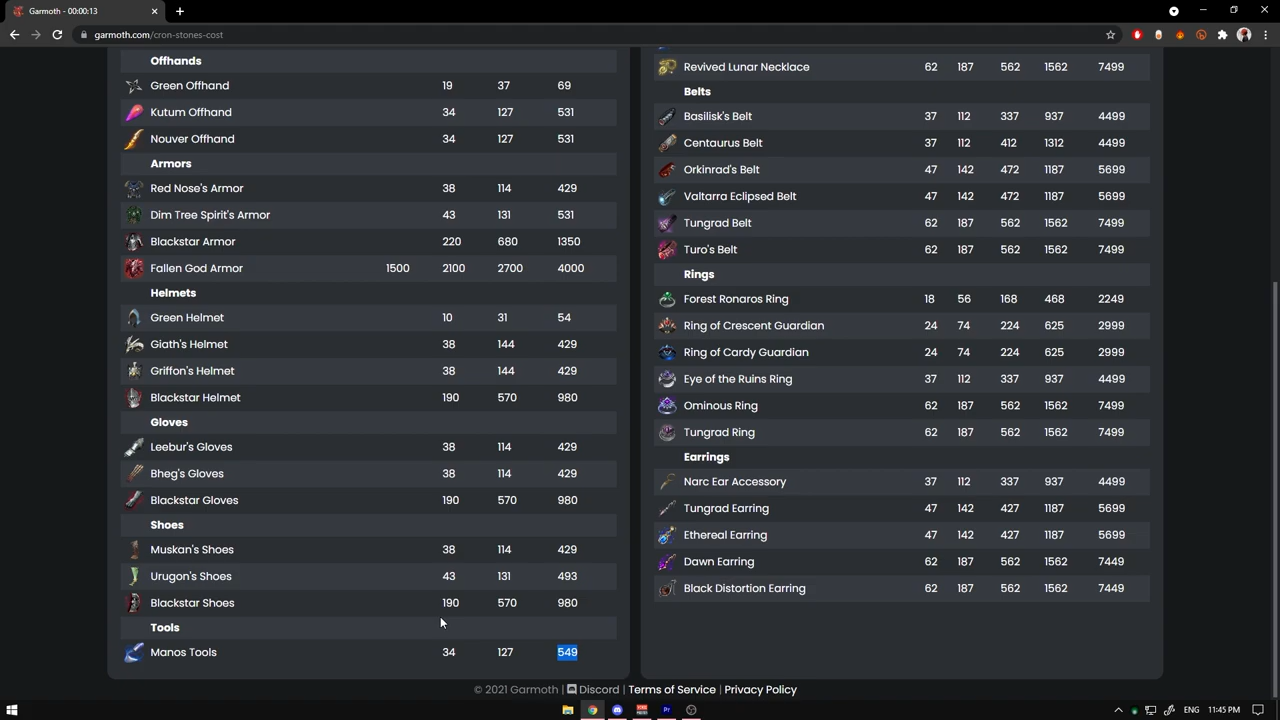 Garmoth - 00:00:13
garmoth.com/cron-stones-cost
Offhands
Green Offhand 19 37 69
Kutum Offhand 34 127 531
Nouver Offhand 34 127 531
Armors
Red Nose's Armor 38 114 429
Dim Tree Spirit's Armor 43 131 531
Blackstar Armor 220 680 1350
Fallen God Armor 1500 2100 2700 4000
Helmets
Green Helmet 10 31 54
Giath's Helmet 38 144 429
Griffon's Helmet 38 144 429
Blackstar Helmet 190 570 980
Gloves
Leebur's Gloves 38 114 429
Bheg's Gloves 38 114 429
Blackstar Gloves 190 570 980
Shoes
Muskan's Shoes 38 114 429
Urugon's Shoes 43 131 493
Blackstar Shoes 190 570 980
Tools
Manos Tools 34 127 549
Revived Lunar Necklace 62 187 562 1562 7499
Belts
Basilisk's Belt 37 112 337 937 4499
Centaurus Belt 37 112 412 1312 4499
Orkinrad's Belt 47 142 472 1187 5699
Valtarra Eclipsed Belt 47 142 472 1187 5699
Tungrad Belt 62 187 562 1562 7499
Turo's Belt 62 187 562 1562 7499
Rings
Forest Ronaros Ring 18 56 168 468 2249
Ring of Crescent Guardian 24 74 224 625 2999
Ring of Cardy Guardian 24 74 224 625 2999
Eye of the Ruins Ring 37 112 337 937 4499
Ominous Ring 62 187 562 1562 7499
Tungrad Ring 62 187 562 1562 7499
Earrings
Narc Ear Accessory 37 112 337 937 4499
Tungrad Earring 47 142 427 1187 5699
Ethereal Earring 47 142 427 1187 5699
Dawn Earring 62 187 562 1562 7449
Black Distortion Earring 62 187 562 1562 7449
© 2021 Garmoth | Discord | Terms of Service | Privacy Policy
ENG 11:45 PM